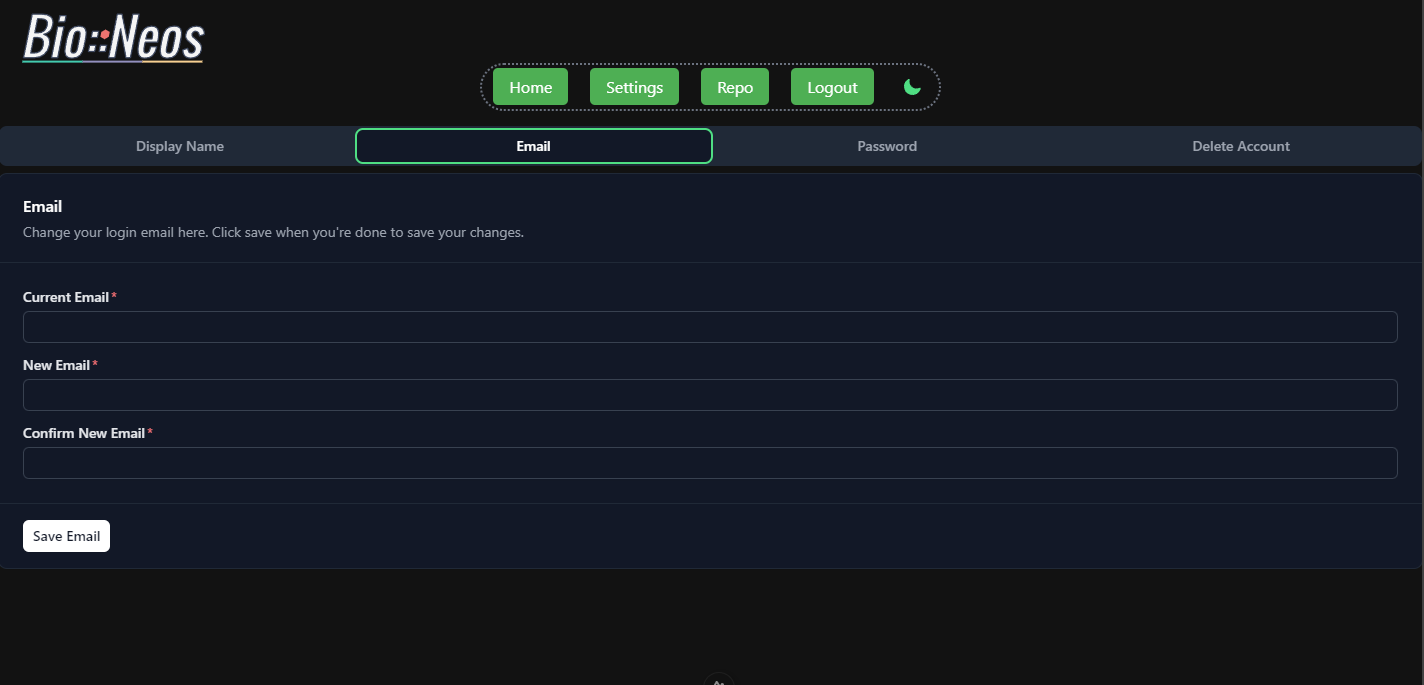 Bio::Neos
Home Settings Repo Logout
Display Name Email Password Delete Account
Email
Change your login email here. Click save when you're done to save your changes.
Current Email*
New Email*
Confirm New Email*
Save Email